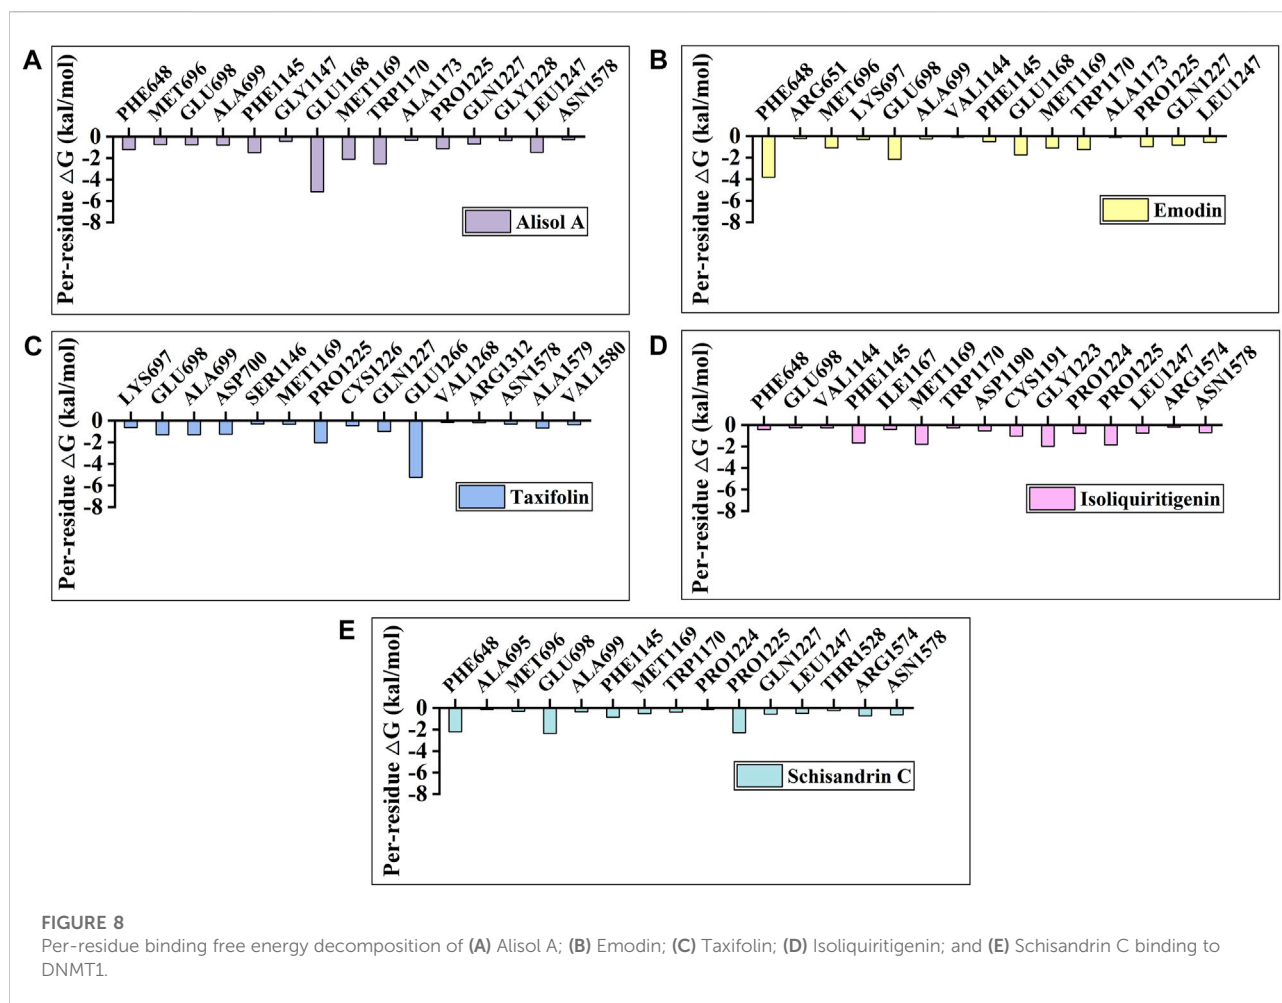 A
Per-residue △G (kal/mol)
PHE648 MET696 GLU698 ALA699 PHE1145 GLY1147 GLU1168 MET1169 TRP1170 ALA1173 PRO1225 GLN1227 GLY1228 LEU1247 ASN1578
0
-2
-4
-6
-8
Alisol A
B
Per-residue △G (kal/mol)
PHE648 ARG651 MET696 LYS697 GLU698 ALA699 VAL1144 PHE1145 GLU1168 MET1169 TRP1170 ALA1173 PRO1225 GLN1227 LEU1247
0
-2
-4
-6
-8
Emodin
C
Per-residue △G (kal/mol)
LYS697 GLU698 ALA699 ASP700 SER1146 MET1169 PRO1225 CYS1226 GLN1227 GLU1266 VAL1268 ARG1312 ASN1578 ALA1579 VAL1580
0
-2
-4
-6
-8
Taxifolin
D
Per-residue △G (kal/mol)
PHE648 GLU698 VAL1144 PHE1145 ILE1167 MET1169 TRP1170 ASP1190 CYS1191 GLY1223 PRO1224 PRO1225 LEU1247 ARG1574 ASN1578
0
-2
-4
-6
-8
Isoliquiritigenin
E
Per-residue △G (kal/mol)
PHE648 ALA695 MET696 GLU698 ALA699 PHE1145 MET1169 TRP1170 PRO1224 PRO1225 GLN1227 LEU1247 THR1528 ARG1574 ASN1578
0
-2
-4
-6
-8
Schisandrin C
FIGURE 8
Per-residue binding free energy decomposition of (A) Alisol A; (B) Emodin; (C) Taxifolin; (D) Isoliquiritigenin; and (E) Schisandrin C binding to
DNMT1.